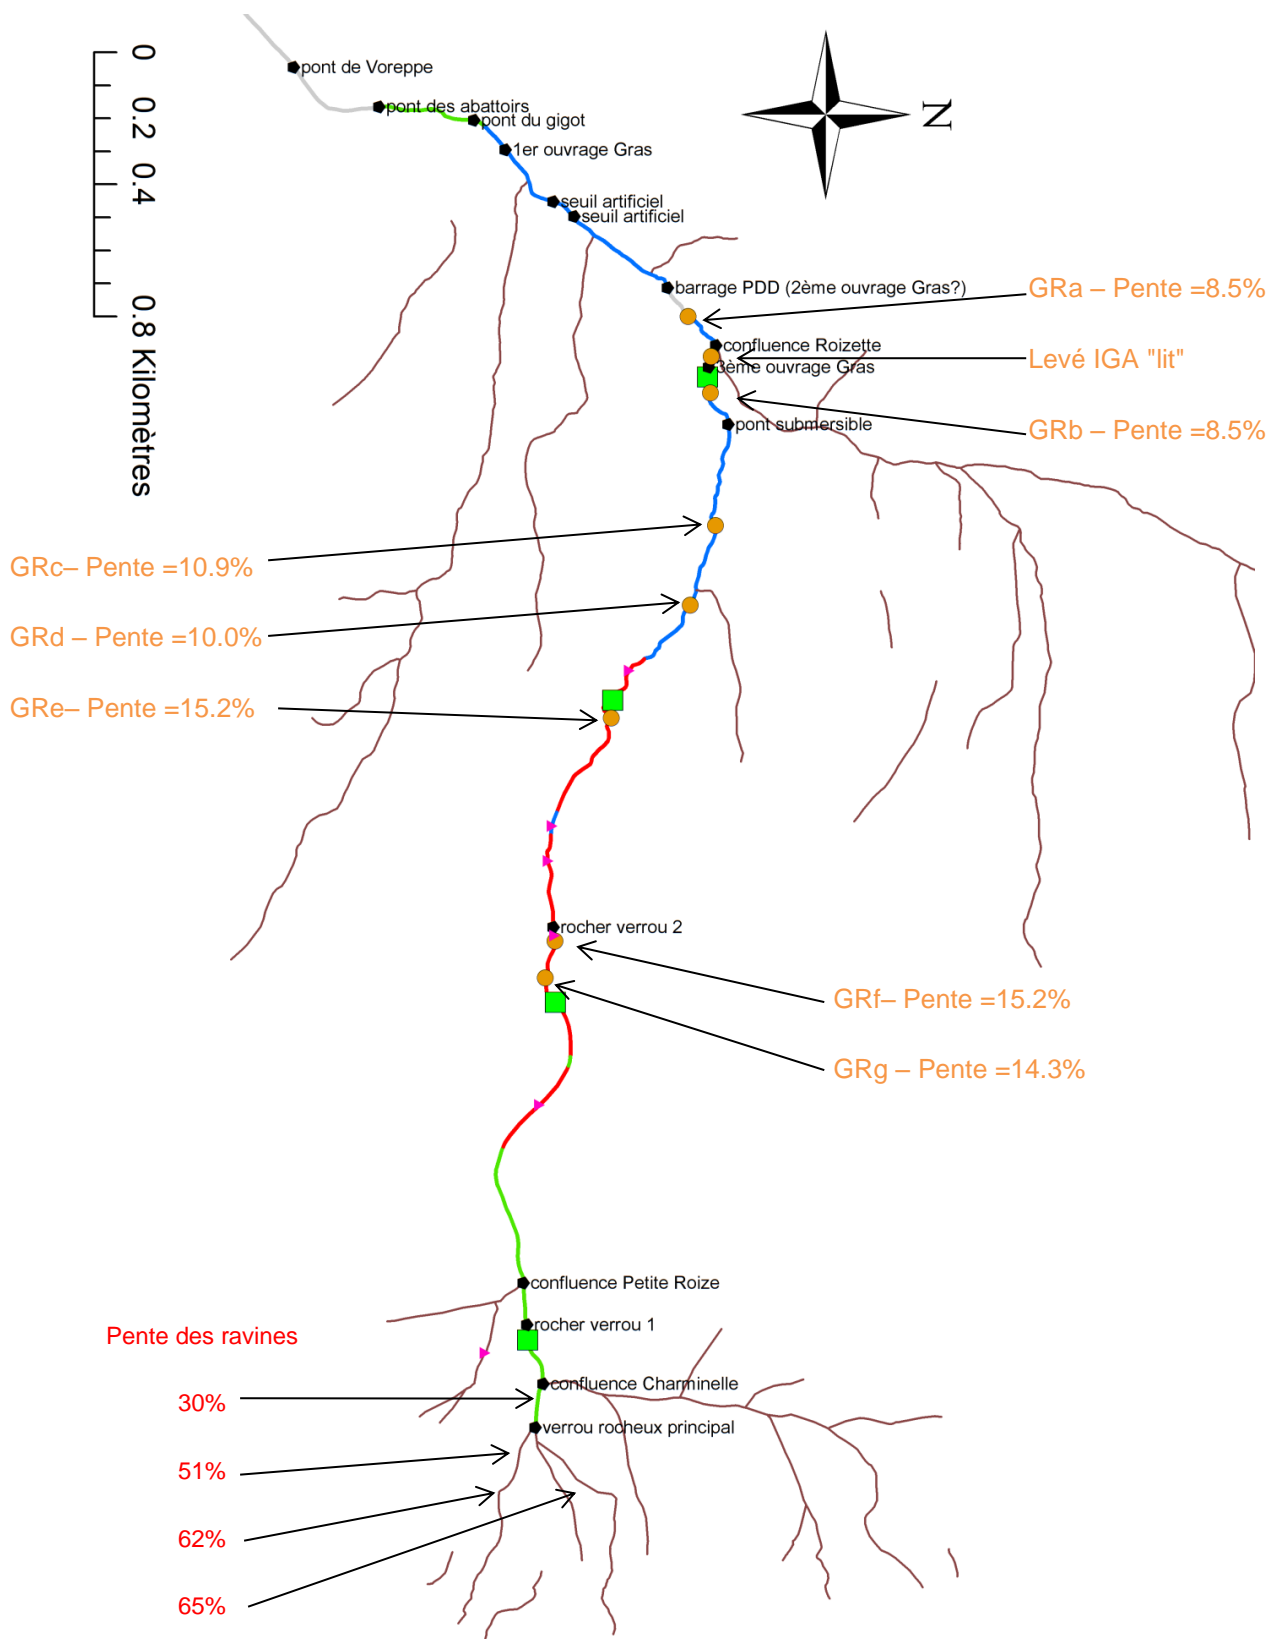 0
0.2
0.4
0.8 Kilomètres
N
pont de Voreppe
pont des abattoirs
pont du gigot
1er ouvrage Gras
seuil artificiel
seuil artificiel
barrage PDD (2ème ouvrage Gras?)
GRa – Pente =8.5%
confluence Roizette
Levé IGA "lit"
3ème ouvrage Gras
pont submersible
GRb – Pente =8.5%
GRc– Pente =10.9%
GRd – Pente =10.0%
GRe– Pente =15.2%
rocher verrou 2
GRf– Pente =15.2%
GRg – Pente =14.3%
confluence Petite Roize
rocher verrou 1
Pente des ravines
confluence Charminelle
30%
verrou rocheux principal
51%
62%
65%